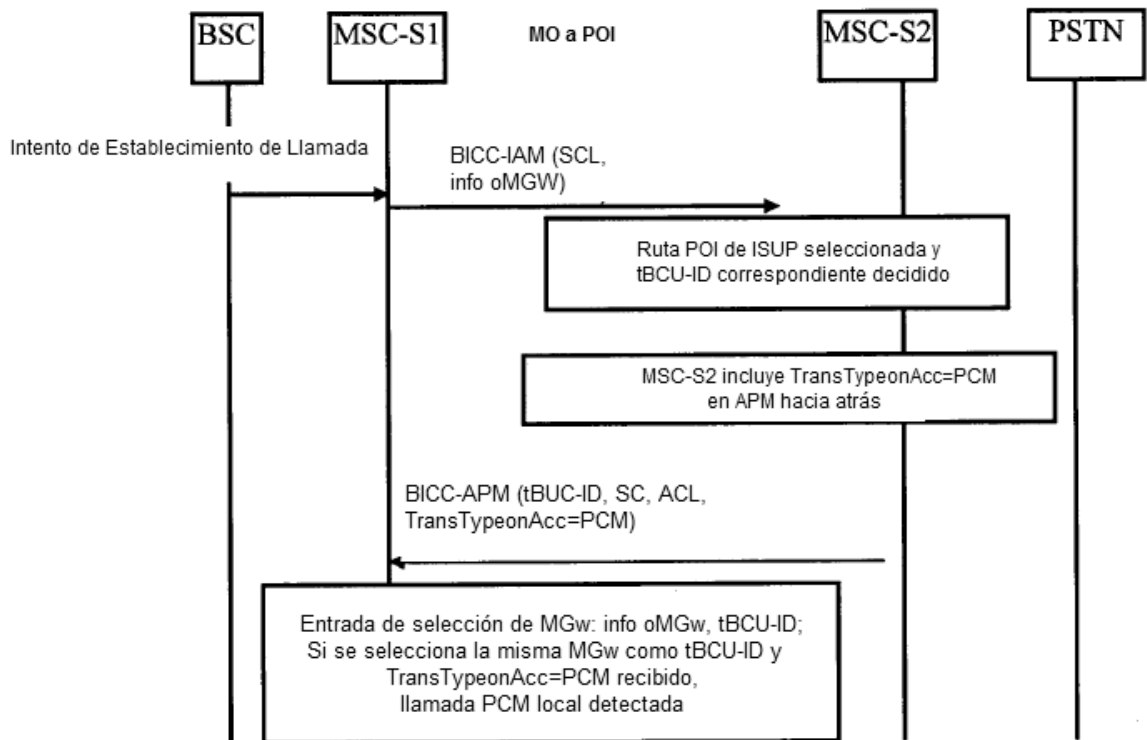 BSC
MSC-S1
MO a POI
MSC-S2
PSTN
Intento de Establecimiento de Llamada
BICC-IAM (SCL,
info oMGW)
Ruta POI de ISUP seleccionada y
tBCU-ID correspondiente decidido
MSC-S2 incluye TransTypeonAcc=PCM
en APM hacia atrás
BICC-APM (tBUC-ID, SC, ACL,
TransTypeonAcc=PCM)
Entrada de selección de MGw: info oMGw, tBCU-ID;
Si se selecciona la misma MGw como tBCU-ID y
TransTypeonAcc=PCM recibido,
llamada PCM local detectada